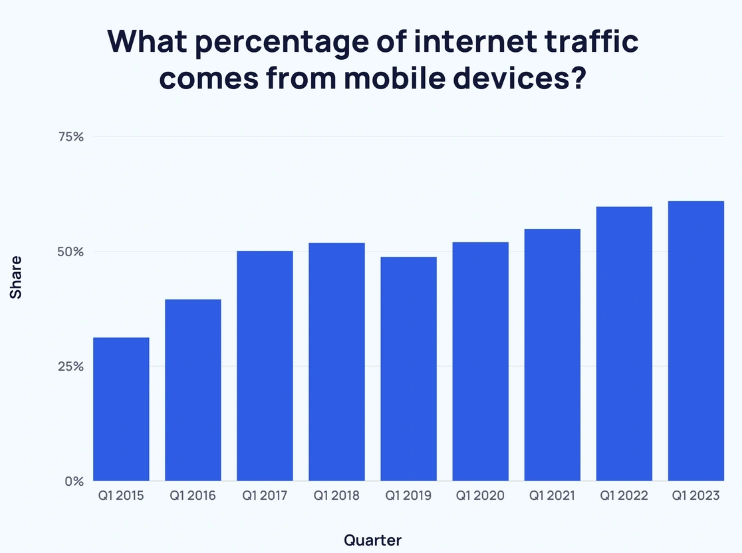 What percentage of internet traffic
comes from mobile devices?
75%
50%
25%
0%
Share
Q1 2015 Q1 2016 Q1 2017 Q1 2018 Q1 2019 Q1 2020 Q1 2021 Q1 2022 Q1 2023
Quarter